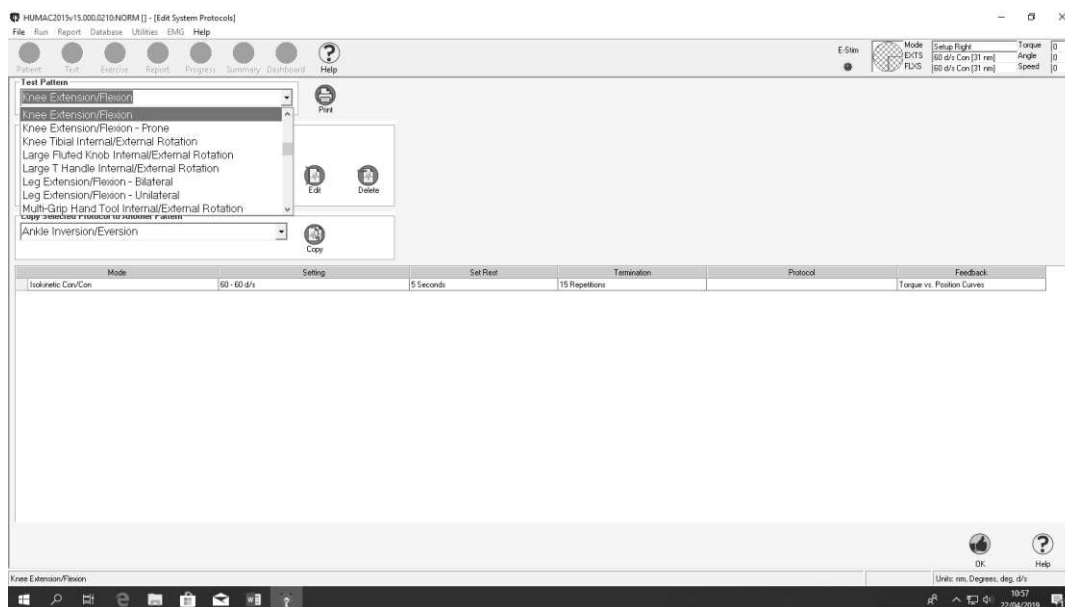 HUMAC2015v15.000.0210:NORM [] - [Edit System Protocols]
File Run Report Database Utilities EMG Help
Patient Test Exercise Report Progress Summary Dashboard Help
E-Stim
Mode Setup Right Torque 0
EXTS 60 d/s Con [31 nm] Angle 0
FLXS 60 d/s Con [31 nm] Speed 0
Test Pattern
Knee Extension/Flexion
Print
Knee Extension/Flexion
Knee Extension/Flexion - Prone
Knee Tibial Internal/External Rotation
Large Fluted Knob Internal/External Rotation
Large T Handle Internal/External Rotation
Leg Extension/Flexion - Bilateral
Leg Extension/Flexion - Unilateral
Multi-Grip Hand Tool Internal/External Rotation
Edit Delete
Copy Selected Protocol to Another Pattern
Ankle Inversion/Eversion
Copy
Mode Setting Set Rest Termination Protocol Feedback
Isokinetic Con/Con 60 - 60 d/s 5 Seconds 15 Repetitions Torque vs. Position Curves
OK Help
Knee Extension/Flexion Units: nm, Degrees, deg, d/s
10:57
22/04/2019